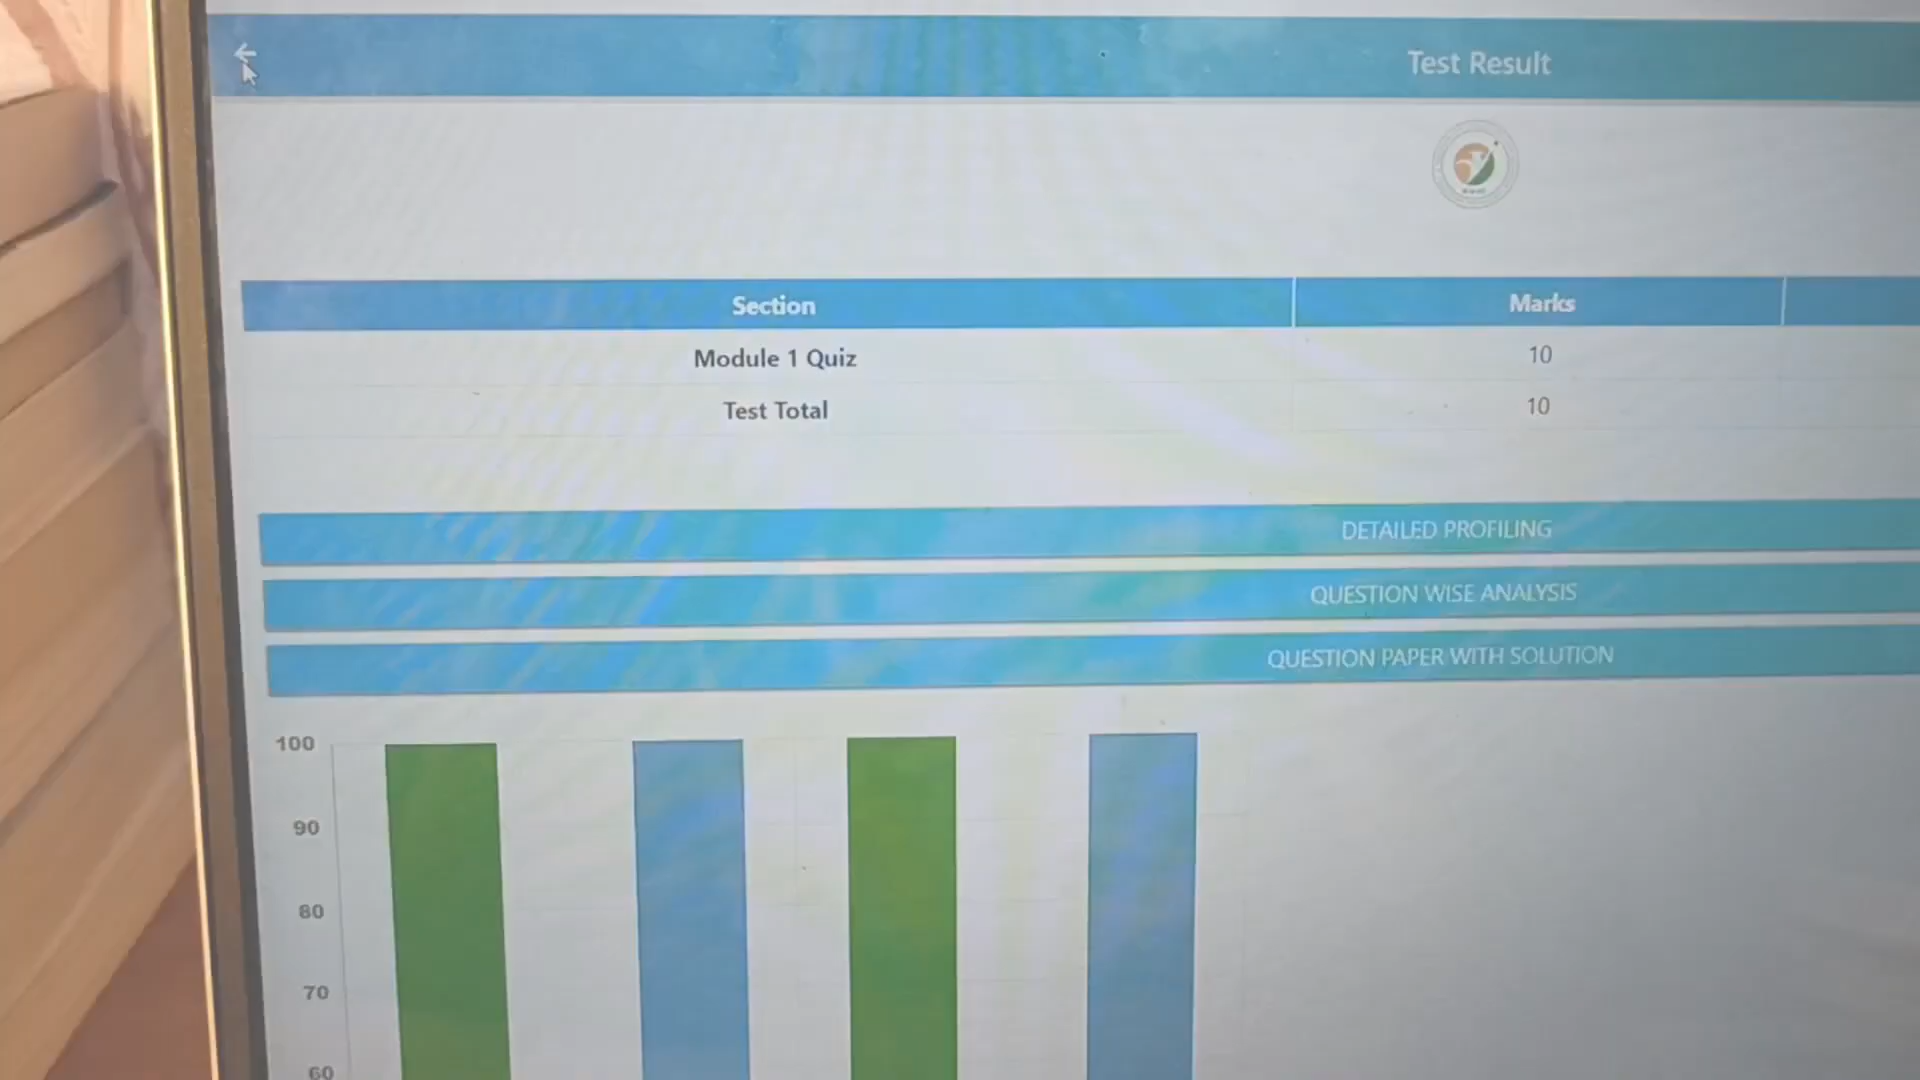 Test Result
Section Marks
Module 1 Quiz 10
Test Total 10
DETAILED PROFILING
QUESTION WISE ANALYSIS
QUESTION PAPER WITH SOLUTION
100
90
80
70
60